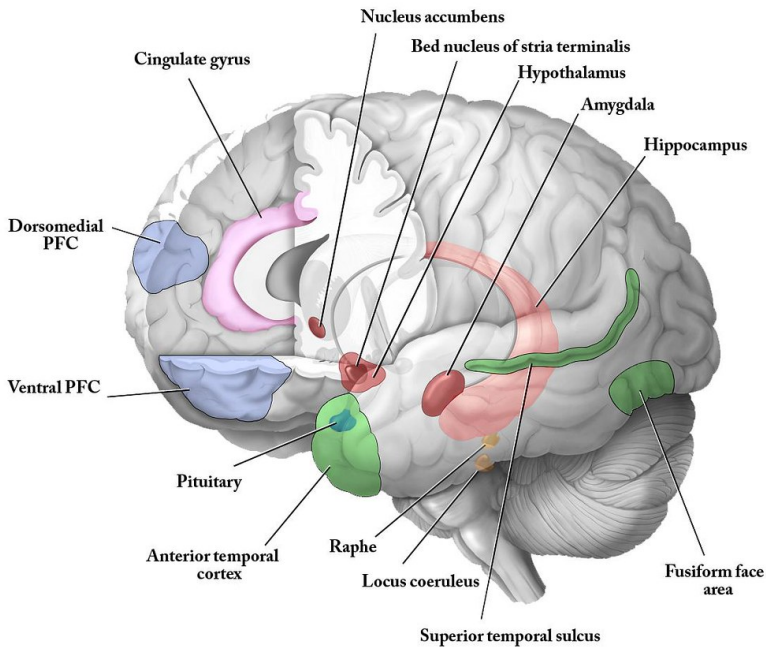 Nucleus accumbens
Bed nucleus of stria terminalis
Cingulate gyrus
Hypothalamus
Amygdala
Hippocampus
Dorsomedial
PFC
Ventral PFC
Pituitary
Anterior temporal
cortex
Raphe
Locus coeruleus
Fusiform face
area
Superior temporal sulcus